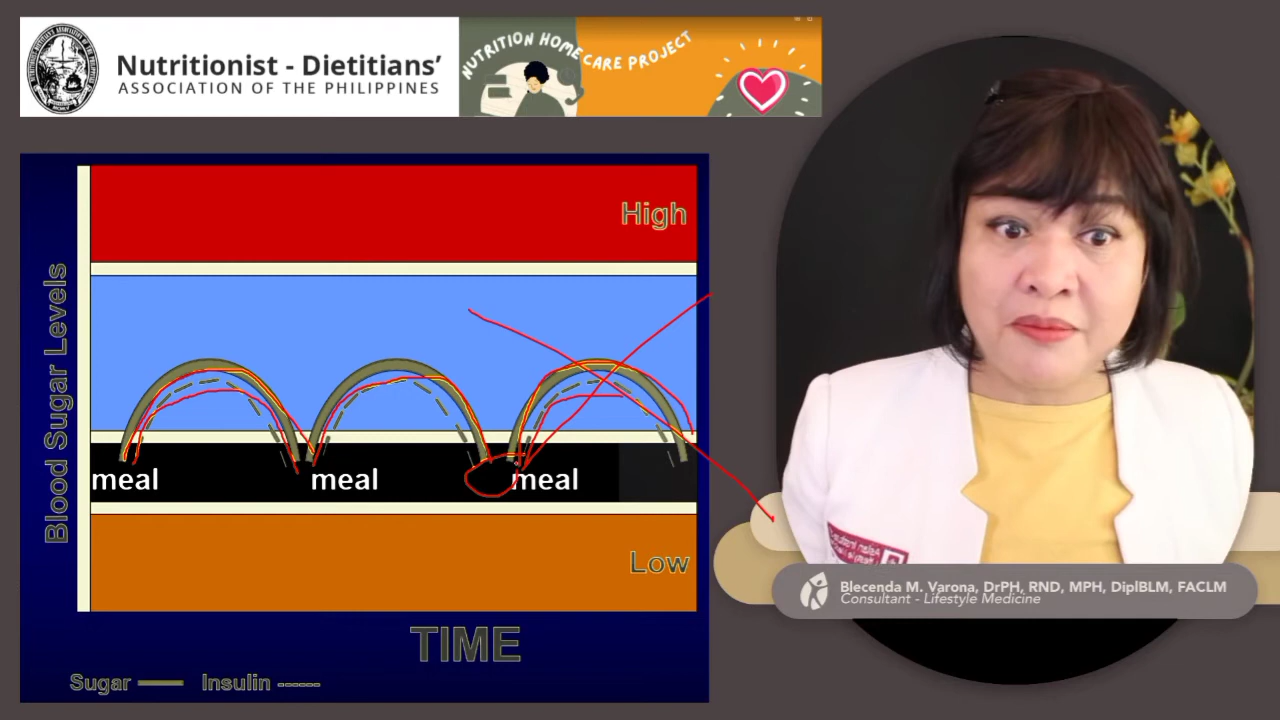 Nutritionist - Dietitians'
ASSOCIATION OF THE PHILIPPINES
NUTRITION HOME CARE PROJECT
High
Blood Sugar Levels
meal meal meal
Low
TIME
Sugar Insulin
Blecenda M. Varona, DrPH, RND, MPH, DiplBLM, FACLM
Consultant - Lifestyle Medicine